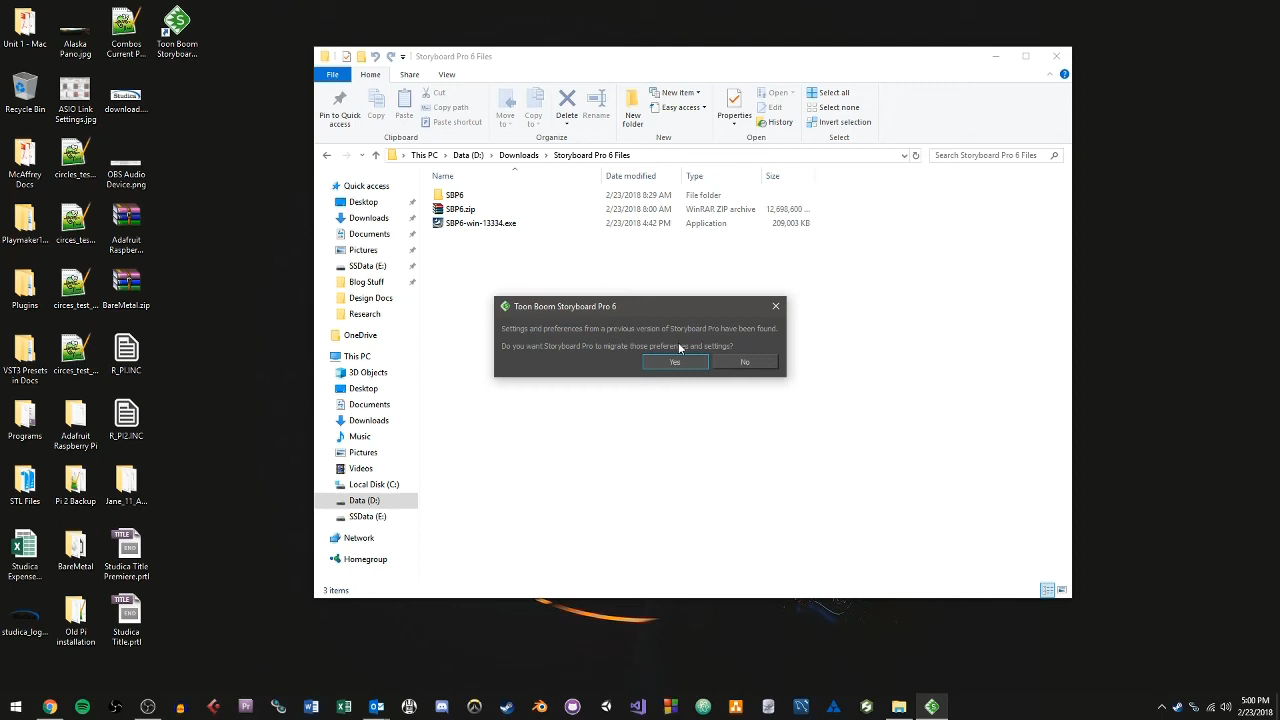 Unit 1 - Mac
Alaska
Pano.jpg
Combos
Current P...
Toon Boom
Storyboar...
Recycle Bin
ASIO Link
Settings.jpg
Studica
download....
McAffrey
Docs
circes_tes...
OBS Audio
Device.png
Playmaker1...
circes_test_...
Adafruit
Raspber...
Plugins
circes_test_...
BareMetal.zip
VT3 Presets
in Docs
E_VT3
R_PI.INC
Programs
Adafruit
Raspberry Pi
R_PI2.INC
STL Files
Pi 2 Backup
Jane_11_A...
Studica
Expense...
BareMetal
TITLE
END
Studica Title
Premiere.prtl
studica_log...
Old Pi
installation
TITLE
END
Studica
Title.prtl
Storyboard Pro 6 Files
File
Home
Share
View
Pin to Quick
access
Copy
Paste
Cut
Copy path
Paste shortcut
Clipboard
Move
to
Copy
to
Delete
Rename
Organize
New
folder
New item
Easy access
New
Properties
Open
Edit
History
Open
Select all
Select none
Invert selection
Select
This PC
Data (D:)
Downloads
Storyboard Pro 6 Files
Search Storyboard Pro 6 Files
Name
Date modified
Type
Size
SBP6
2/23/2018 8:29 AM
File folder
SBP6.zip
2/23/2018 8:00 AM
WinRAR ZIP archive
12,698,600 ...
SBP6-win-13334.exe
2/23/2018 4:42 PM
Application
209,003 KB
Quick access
Desktop
Downloads
Documents
Pictures
SSData (E:)
Blog Stuff
Design Docs
Research
OneDrive
This PC
3D Objects
Desktop
Documents
Downloads
Music
Pictures
Videos
Local Disk (C:)
Data (D:)
SSData (E:)
Network
Homegroup
3 items
Toon Boom Storyboard Pro 6
Settings and preferences from a previous version of Storyboard Pro have been found.
Do you want Storyboard Pro to migrate those preferences and settings?
Yes
No
5:00 PM
2/23/2018